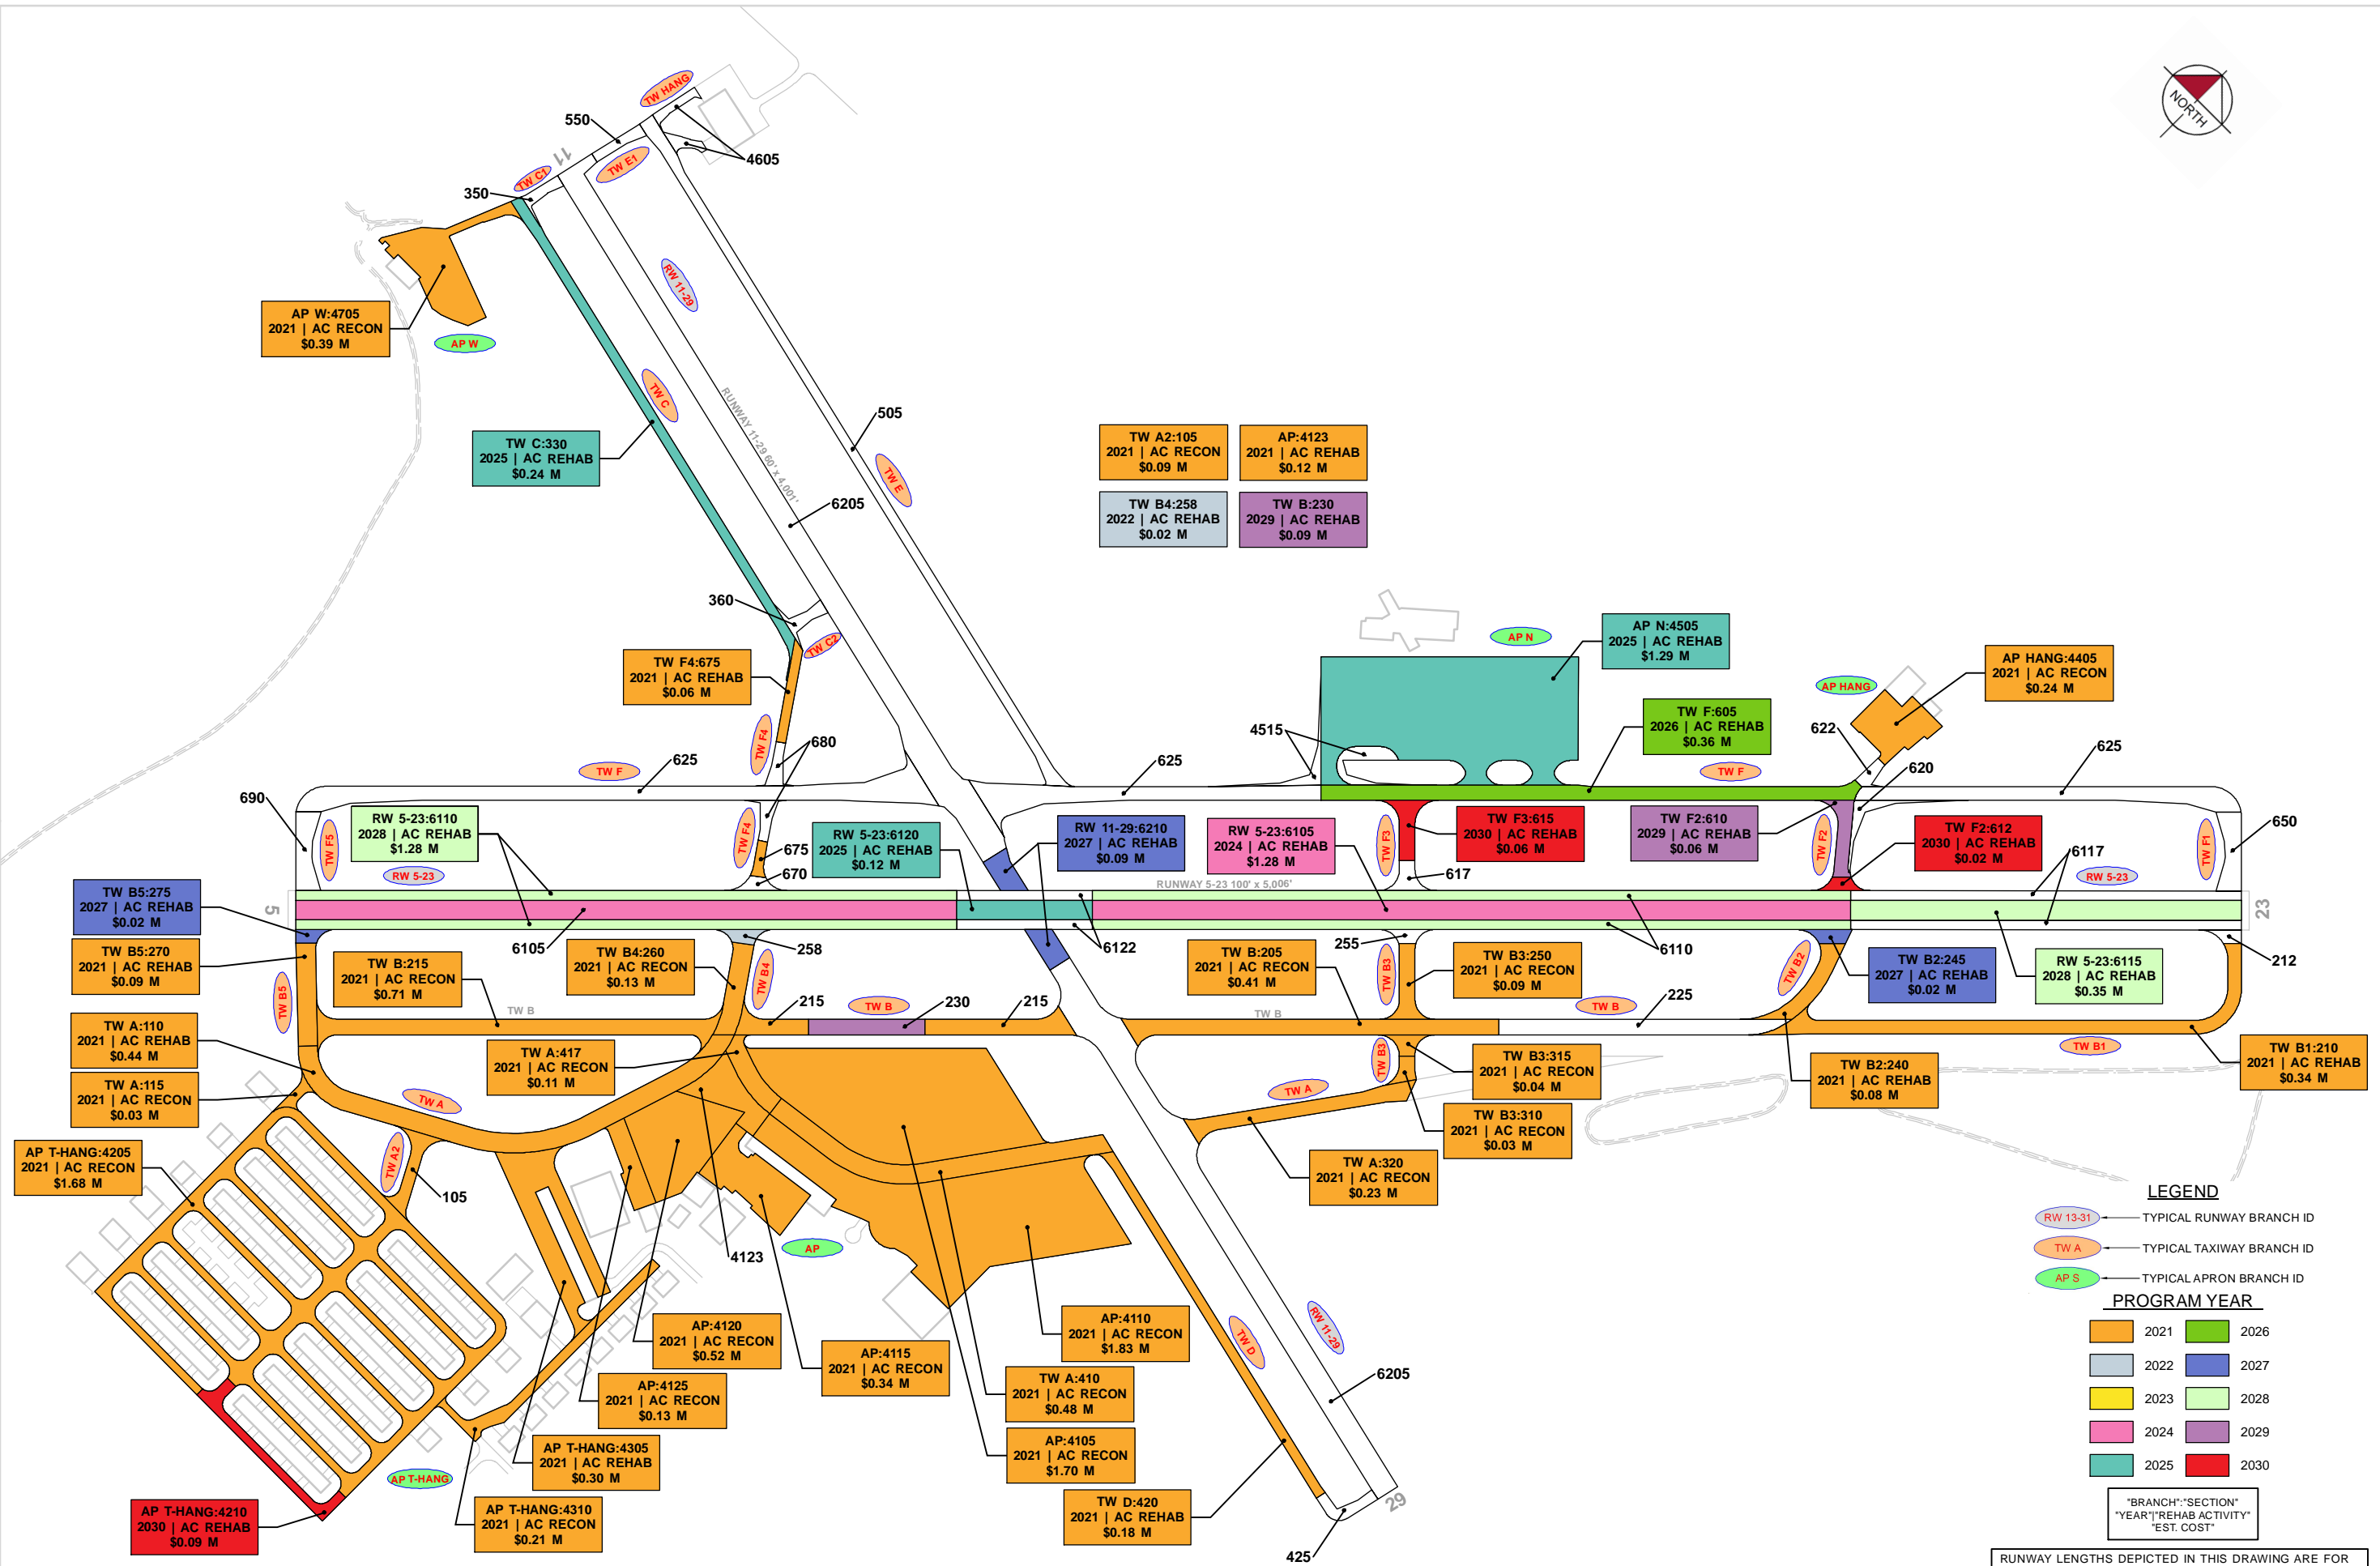 NORTH
TW HANG
550
4605
11
TW E1
TW C1
350
RW 11-29
AP W:4705
2021 | AC RECON
$0.39 M
AP W
TW C
RUNWAY 11-29 60' x 4,001'
505
TW C:330
2025 | AC REHAB
$0.24 M
TW E
6205
TW A2:105
2021 | AC RECON
$0.09 M
AP:4123
2021 | AC REHAB
$0.12 M
TW B4:258
2022 | AC REHAB
$0.02 M
TW B:230
2029 | AC REHAB
$0.09 M
360
TW C2
TW F4:675
2021 | AC REHAB
$0.06 M
AP N
AP N:4505
2025 | AC REHAB
$1.29 M
AP HANG
AP HANG:4405
2021 | AC RECON
$0.24 M
TW F:605
2026 | AC REHAB
$0.36 M
TW F4
680
4515
622
625
TW F
625
625
TW F
620
690
TW F5
RW 5-23:6110
2028 | AC REHAB
$1.28 M
RW 5-23
TW F4
675
670
RW 5-23:6120
2025 | AC REHAB
$0.12 M
RW 11-29:6210
2027 | AC REHAB
$0.09 M
RW 5-23:6105
2024 | AC REHAB
$1.28 M
TW F3
TW F3:615
2030 | AC REHAB
$0.06 M
617
TW F2:610
2029 | AC REHAB
$0.06 M
TW F2
TW F2:612
2030 | AC REHAB
$0.02 M
6117
RW 5-23
TW F1
650
RUNWAY 5-23 100' x 5,006'
5
23
TW B5:275
2027 | AC REHAB
$0.02 M
TW B5:270
2021 | AC REHAB
$0.09 M
6105
TW B:215
2021 | AC RECON
$0.71 M
TW B4:260
2021 | AC RECON
$0.13 M
258
TW B4
6122
TW B:205
2021 | AC RECON
$0.41 M
255
TW B3
TW B3:250
2021 | AC RECON
$0.09 M
6110
TW B2
TW B2:245
2027 | AC REHAB
$0.02 M
RW 5-23:6115
2028 | AC REHAB
$0.35 M
212
TW B5
TW B
215
TW B
230
215
TW B
TW B
225
TW A:110
2021 | AC REHAB
$0.44 M
TW A:417
2021 | AC RECON
$0.11 M
TW B3
TW B3:315
2021 | AC RECON
$0.04 M
TW B2:240
2021 | AC REHAB
$0.08 M
TW B1
TW B1:210
2021 | AC REHAB
$0.34 M
TW A:115
2021 | AC RECON
$0.03 M
TW A
TW A
TW B3:310
2021 | AC RECON
$0.03 M
AP T-HANG:4205
2021 | AC RECON
$1.68 M
TW A2
105
TW A:320
2021 | AC RECON
$0.23 M
4123
AP
AP:4120
2021 | AC RECON
$0.52 M
AP:4115
2021 | AC RECON
$0.34 M
AP:4110
2021 | AC RECON
$1.83 M
TW D
RW 11-29
AP:4125
2021 | AC RECON
$0.13 M
TW A:410
2021 | AC RECON
$0.48 M
6205
AP T-HANG:4305
2021 | AC REHAB
$0.30 M
AP:4105
2021 | AC RECON
$1.70 M
AP T-HANG
AP T-HANG:4210
2030 | AC REHAB
$0.09 M
AP T-HANG:4310
2021 | AC RECON
$0.21 M
TW D:420
2021 | AC REHAB
$0.18 M
29
425
LEGEND
RW 13-31 TYPICAL RUNWAY BRANCH ID
TW A TYPICAL TAXIWAY BRANCH ID
AP S TYPICAL APRON BRANCH ID
PROGRAM YEAR
2021 2026
2022 2027
2023 2028
2024 2029
2025 2030
"BRANCH":"SECTION"
"YEAR"|"REHAB ACTIVITY"
"EST. COST"
RUNWAY LENGTHS DEPICTED IN THIS DRAWING ARE FOR